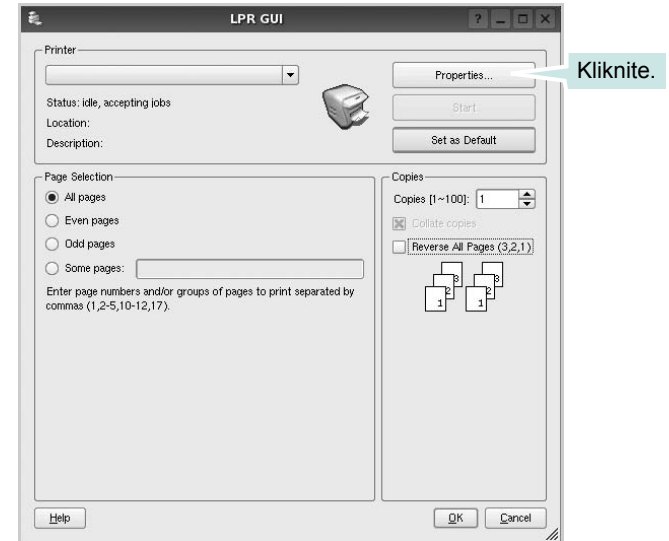 LPR GUI
Printer
Properties...
Kliknite.
Status: idle, accepting jobs
Start
Location:
Description:
Set as Default
Page Selection
All pages
Even pages
Odd pages
Some pages:
Enter page numbers and/or groups of pages to print separated by
commas (1,2-5,10-12,17).
Copies
Copies [1~100]: 1
Collate copies
Reverse All Pages (3,2,1)
3 3
2 2
1 1
Help
OK
Cancel